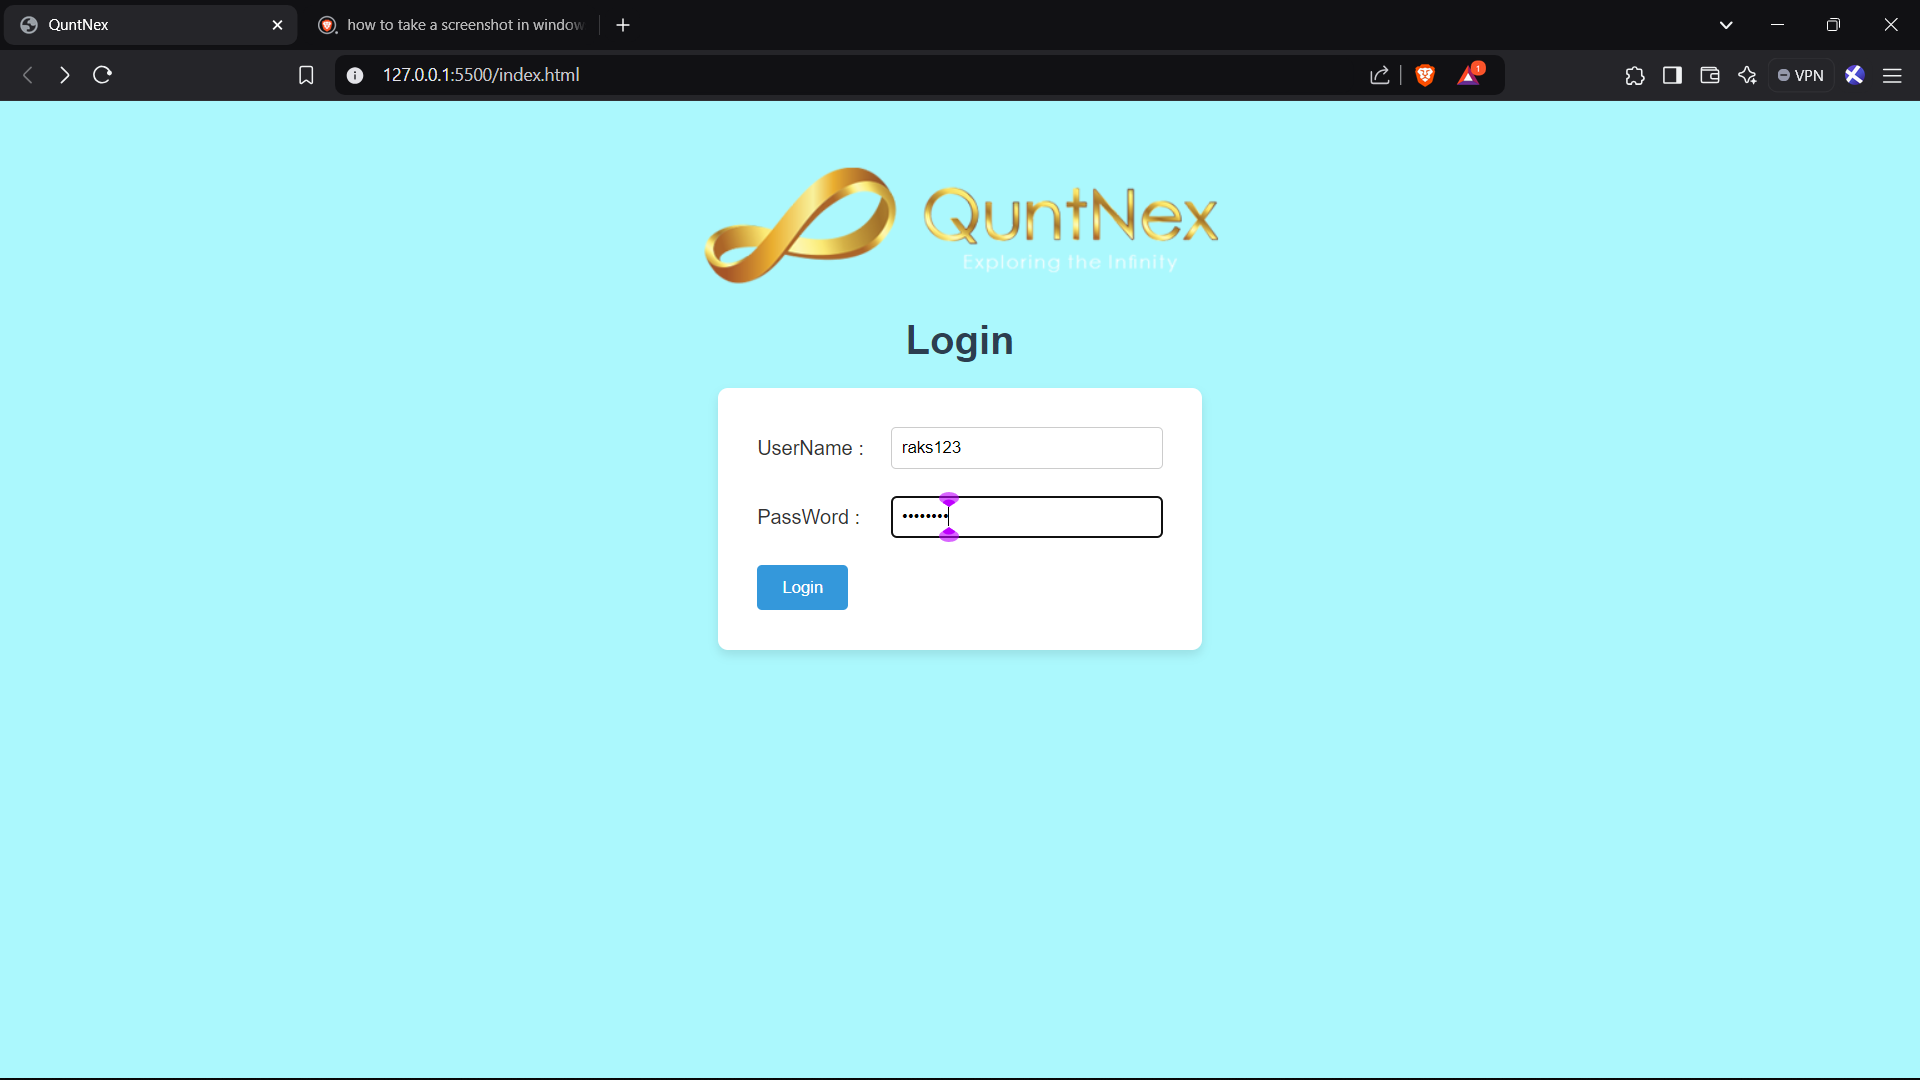 QuntNex
how to take a screenshot in window
127.0.0.1:5500/index.html
1
VPN
QuntNex
Exploring the Infinity
Login
UserName :
raks123
PassWord :
••••••••
Login